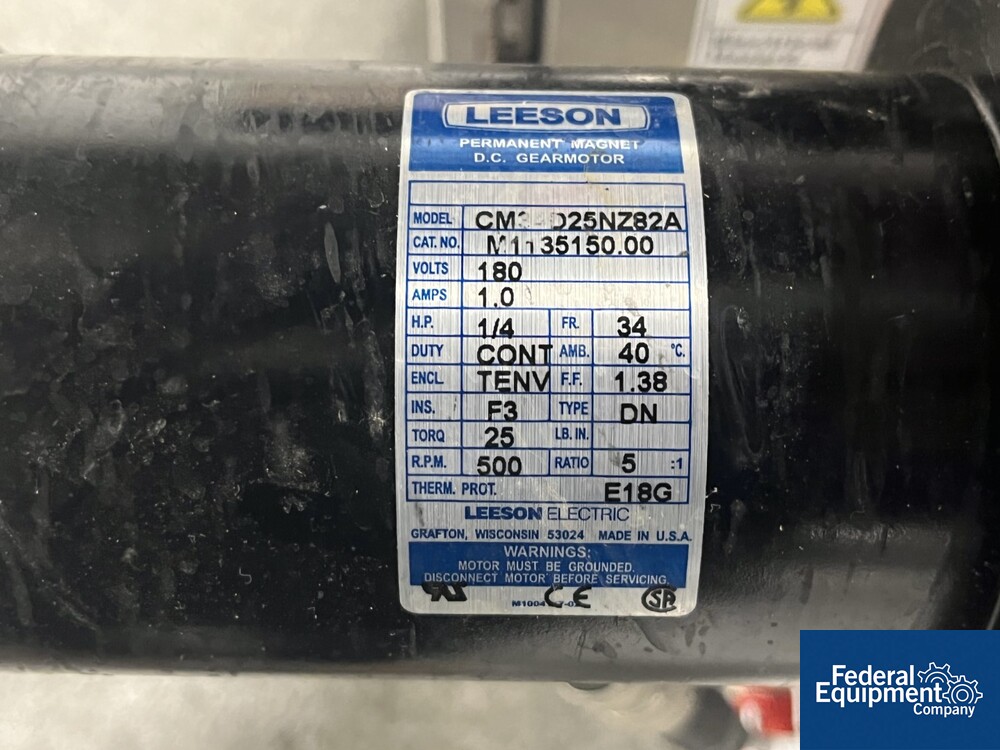 LEESON
PERMANENT MAGNET
D.C. GEARMOTOR
MODEL
CAT. NO.
VOLTS 180
AMPS 1.0
H.P. 1/4 FR. 34
DUTY CONT AMB. 40 °C.
ENCL. TENV F.F. 1.38
INS. F3 TYPE DN
TORQ 25 LB. IN.
R.P.M. 500 RATIO 5 :1
THERM. PROT. E18G
LEESON ELECTRIC
GRAFTON, WISCONSIN 53024 MADE IN U.S.A.
WARNINGS:
MOTOR MUST BE GROUNDED.
DISCONNECT MOTOR BEFORE SERVICING.
CE
Federal
Equipment
Company